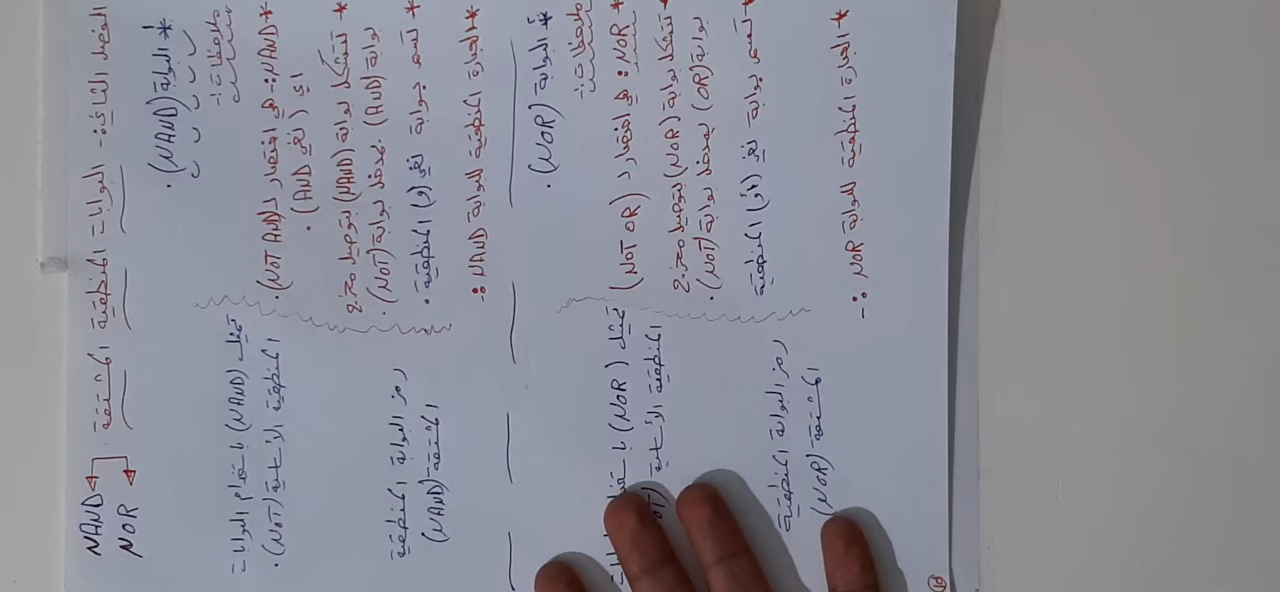 الفصل الثاني :- البوابات المنطقية المشتقة .
NAND
NOR
* البوابة (NAND) .
ملاحظات :-
* NAND :- هي اختصار لـ (NOT AND) .
اي (نفي AND) .
* تتشكل بوابة (NAND) بتوصيل مخرج
بوابة (AND) بمدخل بوابة (NOT) .
* تسمى بوابة نفي (و) المنطقية .
* العبارة المنطقية للبوابة NAND :-
تمثيل (NAND) باستخدام البوابات
المنطقية الأساسية (NOT) .
رمز البوابة المنطقية
المشتقة (NAND)
* البوابة (NOR) .
ملاحظات :-
* NOR : هي اختصار لـ (NOT OR)
* تتشكل بوابة (NOR) بتوصيل مخرج
بوابة (OR) بمدخل بوابة (NOT) .
* تسمى بوابة نفي (أو) المنطقية
* العبارة المنطقية للبوابة NOR :-
تمثيل (NOR)
المنطقية الأساسية
رمز البوابة المنطقية
المشتقة (NOR)